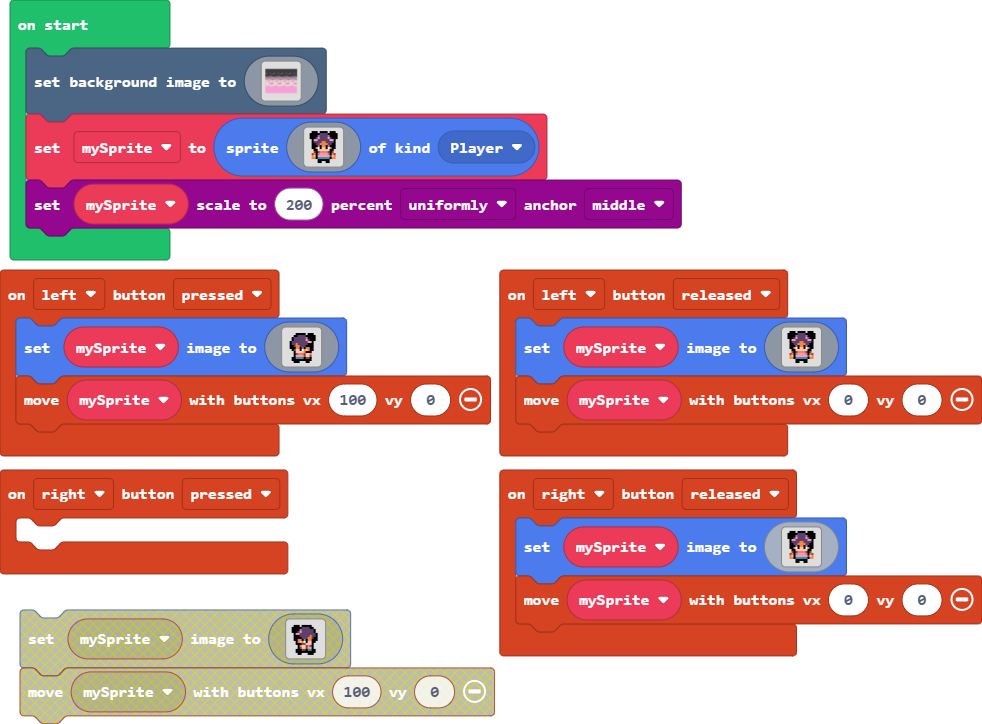 on start
set background image to
set mySprite to sprite of kind Player
set mySprite scale to 200 percent uniformly anchor middle
on left button pressed
set mySprite image to
move mySprite with buttons vx 100 vy 0
on left button released
set mySprite image to
move mySprite with buttons vx 0 vy 0
on right button pressed
on right button released
set mySprite image to
move mySprite with buttons vx 0 vy 0
set mySprite image to
move mySprite with buttons vx 100 vy 0